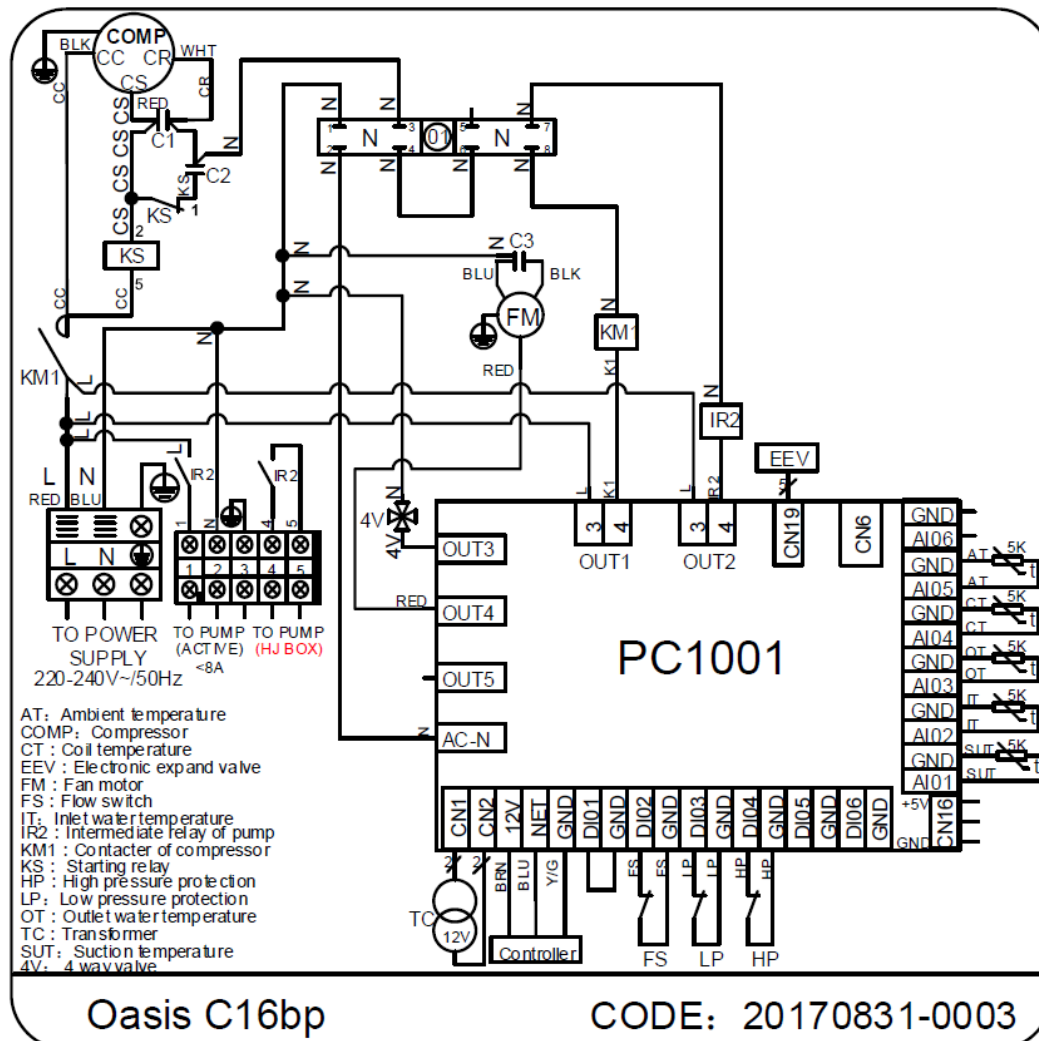 COMP
BLK
CC
CR
WHT
CS
CC
RED
CR
CS
CS
C1
CS
N
C2
KS
CS
KS
1
CS
2
KS
5
CC
CC
KM1
L
N
N
1
3
5
7
N
01
N
2
4
6
8
N
N
N
N
N
N
C3
BLU
BLK
FM
RED
N
N
N
KM1
K1
N
IR2
IR2
L
L
L
IR2
IR2
L
N
RED
BLU
1
N
4
5
L
N
1
2
3
4
5
TO POWER
SUPPLY
220-240V~/50Hz
TO PUMP
(ACTIVE)
<8A
TO PUMP
(HJ BOX)
N
4V
4V
RED
N
OUT3
OUT4
OUT5
AC-N
L
K1
3
4
OUT1
L
3
4
OUT2
EEV
5
CN19
CN6
PC1001
GND
AI06
GND
AI05
GND
AI04
GND
AI03
GND
AI02
GND
AI01
+5V
CN16
GND
AT
5K
t
AT
CT
5K
t
CT
OT
5K
t
OT
IT
5K
t
IT
SUT
5K
t
SUT
CN1
CN2
12V
NET
GND
DI01
GND
DI02
GND
DI03
GND
DI04
GND
DI05
GND
DI06
GND
2
2
BRN
BLU
Y/G
FS
FS
LP
LP
HP
HP
TC
12V
Controller
FS
LP
HP
AT: Ambient temperature
COMP: Compressor
CT : Coil temperature
EEV : Electronic expand valve
FM : Fan motor
FS : Flow switch
IT: Inlet water temperature
IR2 : Intermediate relay of pump
KM1 : Contacter of compressor
KS : Starting relay
HP : High pressure protection
LP: Low pressure protection
OT : Outlet water temperature
TC : Transformer
SUT: Suction temperature
4V: 4 way valve
Oasis C16bp
CODE: 20170831-0003